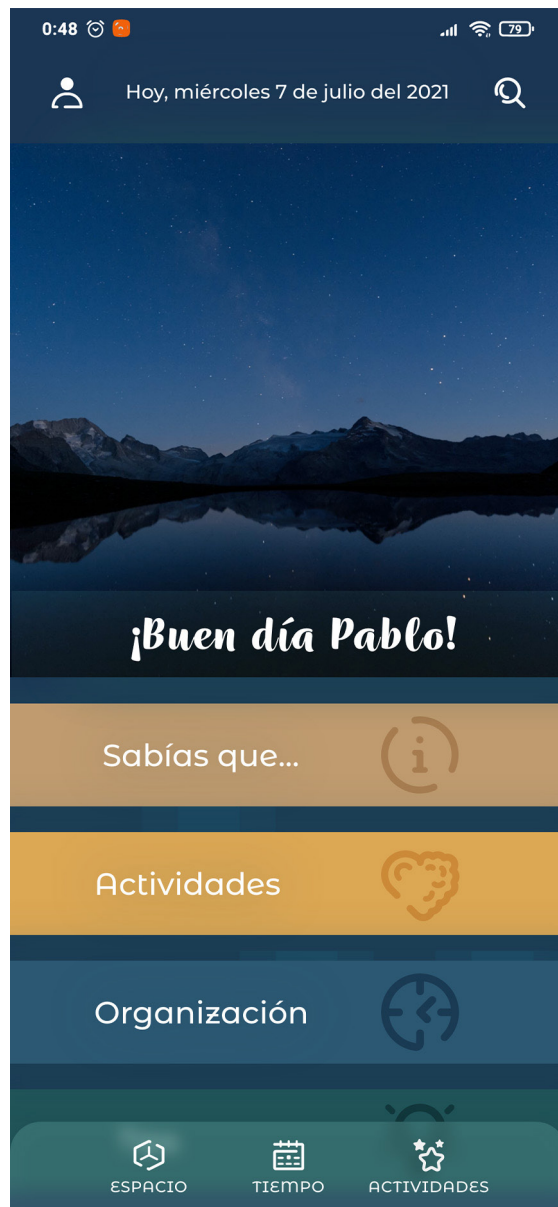 0:48 79
Hoy, miércoles 7 de julio del 2021
¡Buen día Pablo!
Sabías que...
Actividades
Organización
ESPACIO TIEMPO ACTIVIDADES